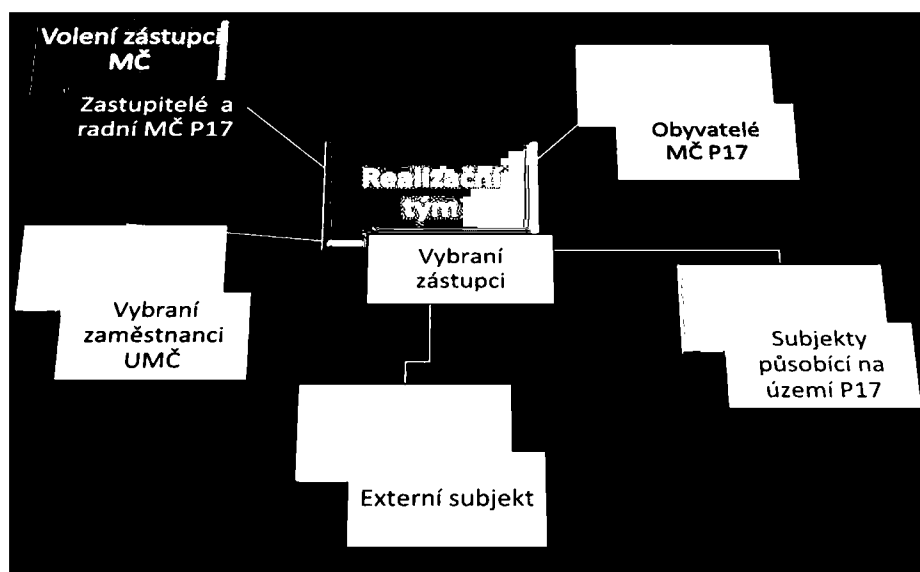 Volení zástupci
MČ
Zastupitelé a
radní MČ P17
Obyvatelé
MČ P17
Realizační
tým
Vybraní
zástupci
Vybraní
zaměstnanci
UMČ
Subjekty
působící na
území P17
Externí subjekt